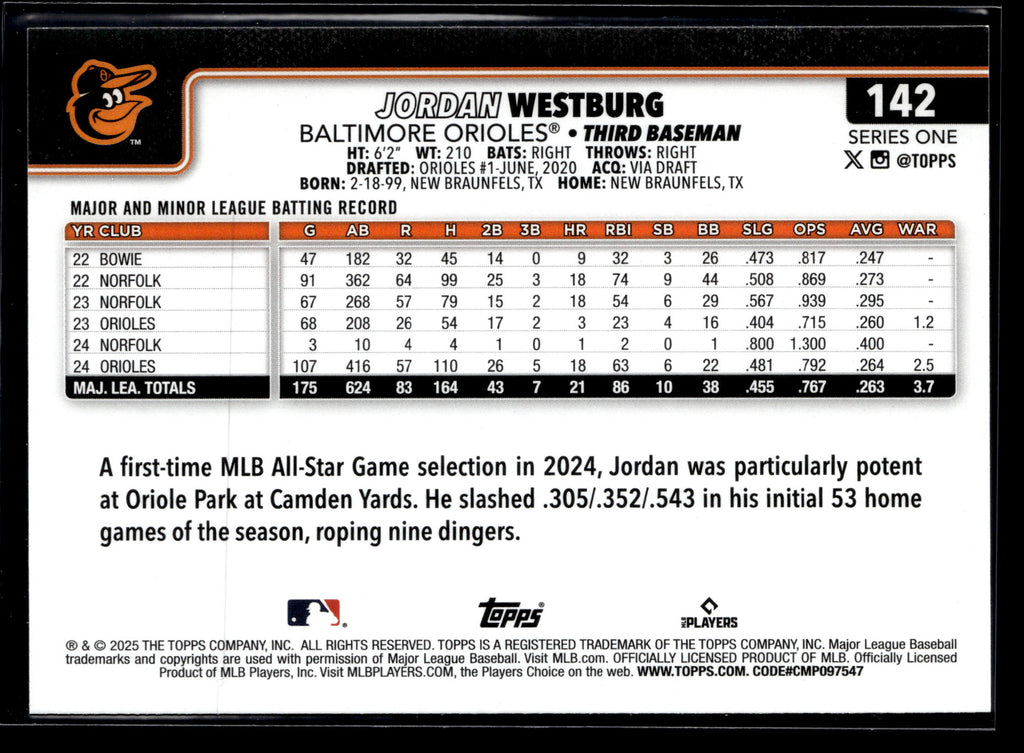 JORDAN WESTBURG
142
BALTIMORE ORIOLES® • THIRD BASEMAN
SERIES ONE
HT: 6'2" WT: 210 BATS: RIGHT THROWS: RIGHT
@TOPPS
DRAFTED: ORIOLES #1-JUNE, 2020 ACQ: VIA DRAFT
BORN: 2-18-99, NEW BRAUNFELS, TX HOME: NEW BRAUNFELS, TX
TM
MAJOR AND MINOR LEAGUE BATTING RECORD
YR CLUB G AB R H 2B 3B HR RBI SB BB SLG OPS AVG WAR
22 BOWIE 47 182 32 45 14 0 9 32 3 26 .473 .817 .247 -
22 NORFOLK 91 362 64 99 25 3 18 74 9 44 .508 .869 .273 -
23 NORFOLK 67 268 57 79 15 2 18 54 6 29 .567 .939 .295 -
23 ORIOLES 68 208 26 54 17 2 3 23 4 16 .404 .715 .260 1.2
24 NORFOLK 3 10 4 4 1 0 1 2 0 1 .800 1.300 .400 -
24 ORIOLES 107 416 57 110 26 5 18 63 6 22 .481 .792 .264 2.5
MAJ. LEA. TOTALS 175 624 83 164 43 7 21 86 10 38 .455 .767 .263 3.7
A first-time MLB All-Star Game selection in 2024, Jordan was particularly potent
at Oriole Park at Camden Yards. He slashed .305/.352/.543 in his initial 53 home
games of the season, roping nine dingers.
Topps®
MLB PLAYERS
® & © 2025 THE TOPPS COMPANY, INC. ALL RIGHTS RESERVED. TOPPS IS A REGISTERED TRADEMARK OF THE TOPPS COMPANY, INC. Major League Baseball
trademarks and copyrights are used with permission of Major League Baseball. Visit MLB.com. OFFICIALLY LICENSED PRODUCT OF MLB. Officially Licensed
Product of MLB Players, Inc. Visit MLBPLAYERS.COM, the Players Choice on the web. WWW.TOPPS.COM. CODE#CMP097547